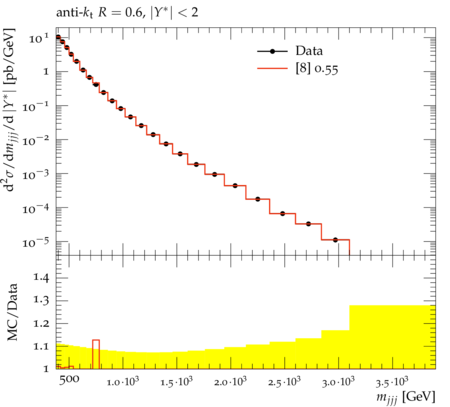 anti-kt R = 0.6, |Y*| < 2
d²σ/dmjjj/d|Y*| [pb/GeV]
10¹
1
10⁻¹
10⁻²
10⁻³
10⁻⁴
10⁻⁵
Data
[8] 0.55
MC/Data
1.4
1.3
1.2
1.1
1
500 1.0·10³ 1.5·10³ 2.0·10³ 2.5·10³ 3.0·10³ 3.5·10³
mjjj [GeV]